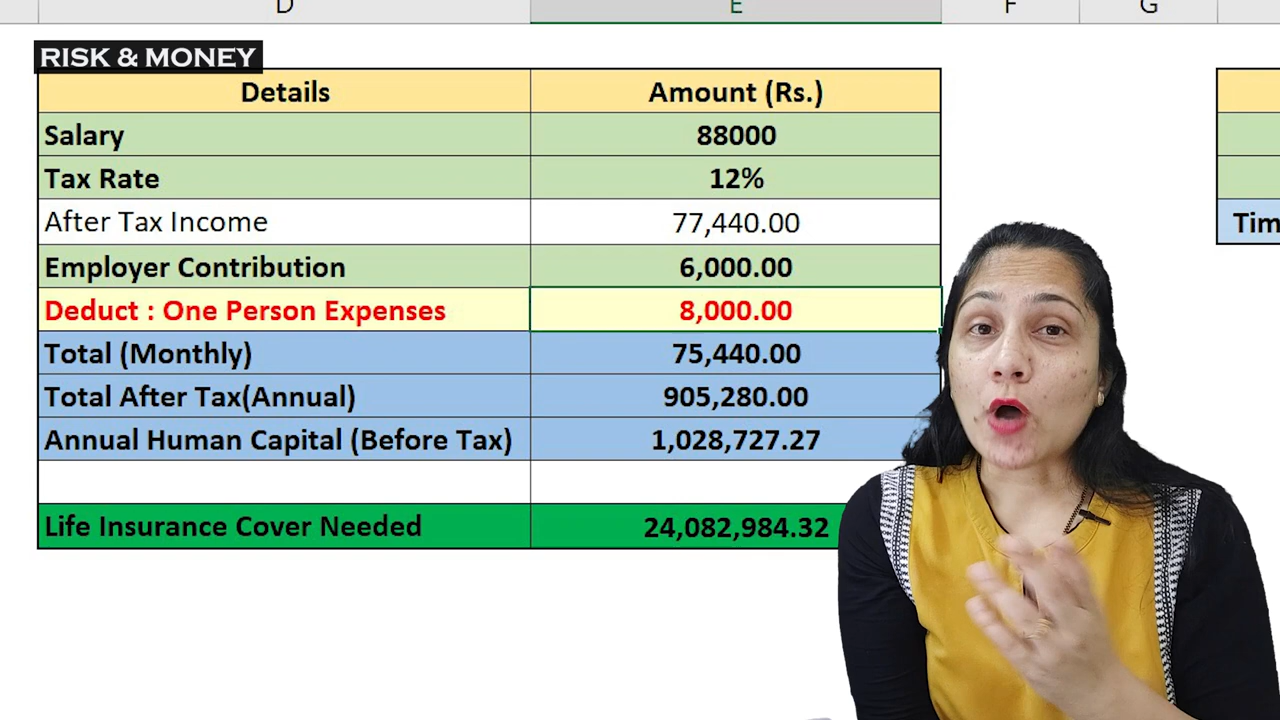 D E F G
RISK & MONEY
Details Amount (Rs.)
Salary 88000
Tax Rate 12%
After Tax Income 77,440.00
Tim
Employer Contribution 6,000.00
Deduct : One Person Expenses 8,000.00
Total (Monthly) 75,440.00
Total After Tax(Annual) 905,280.00
Annual Human Capital (Before Tax) 1,028,727.27
Life Insurance Cover Needed 24,082,984.32